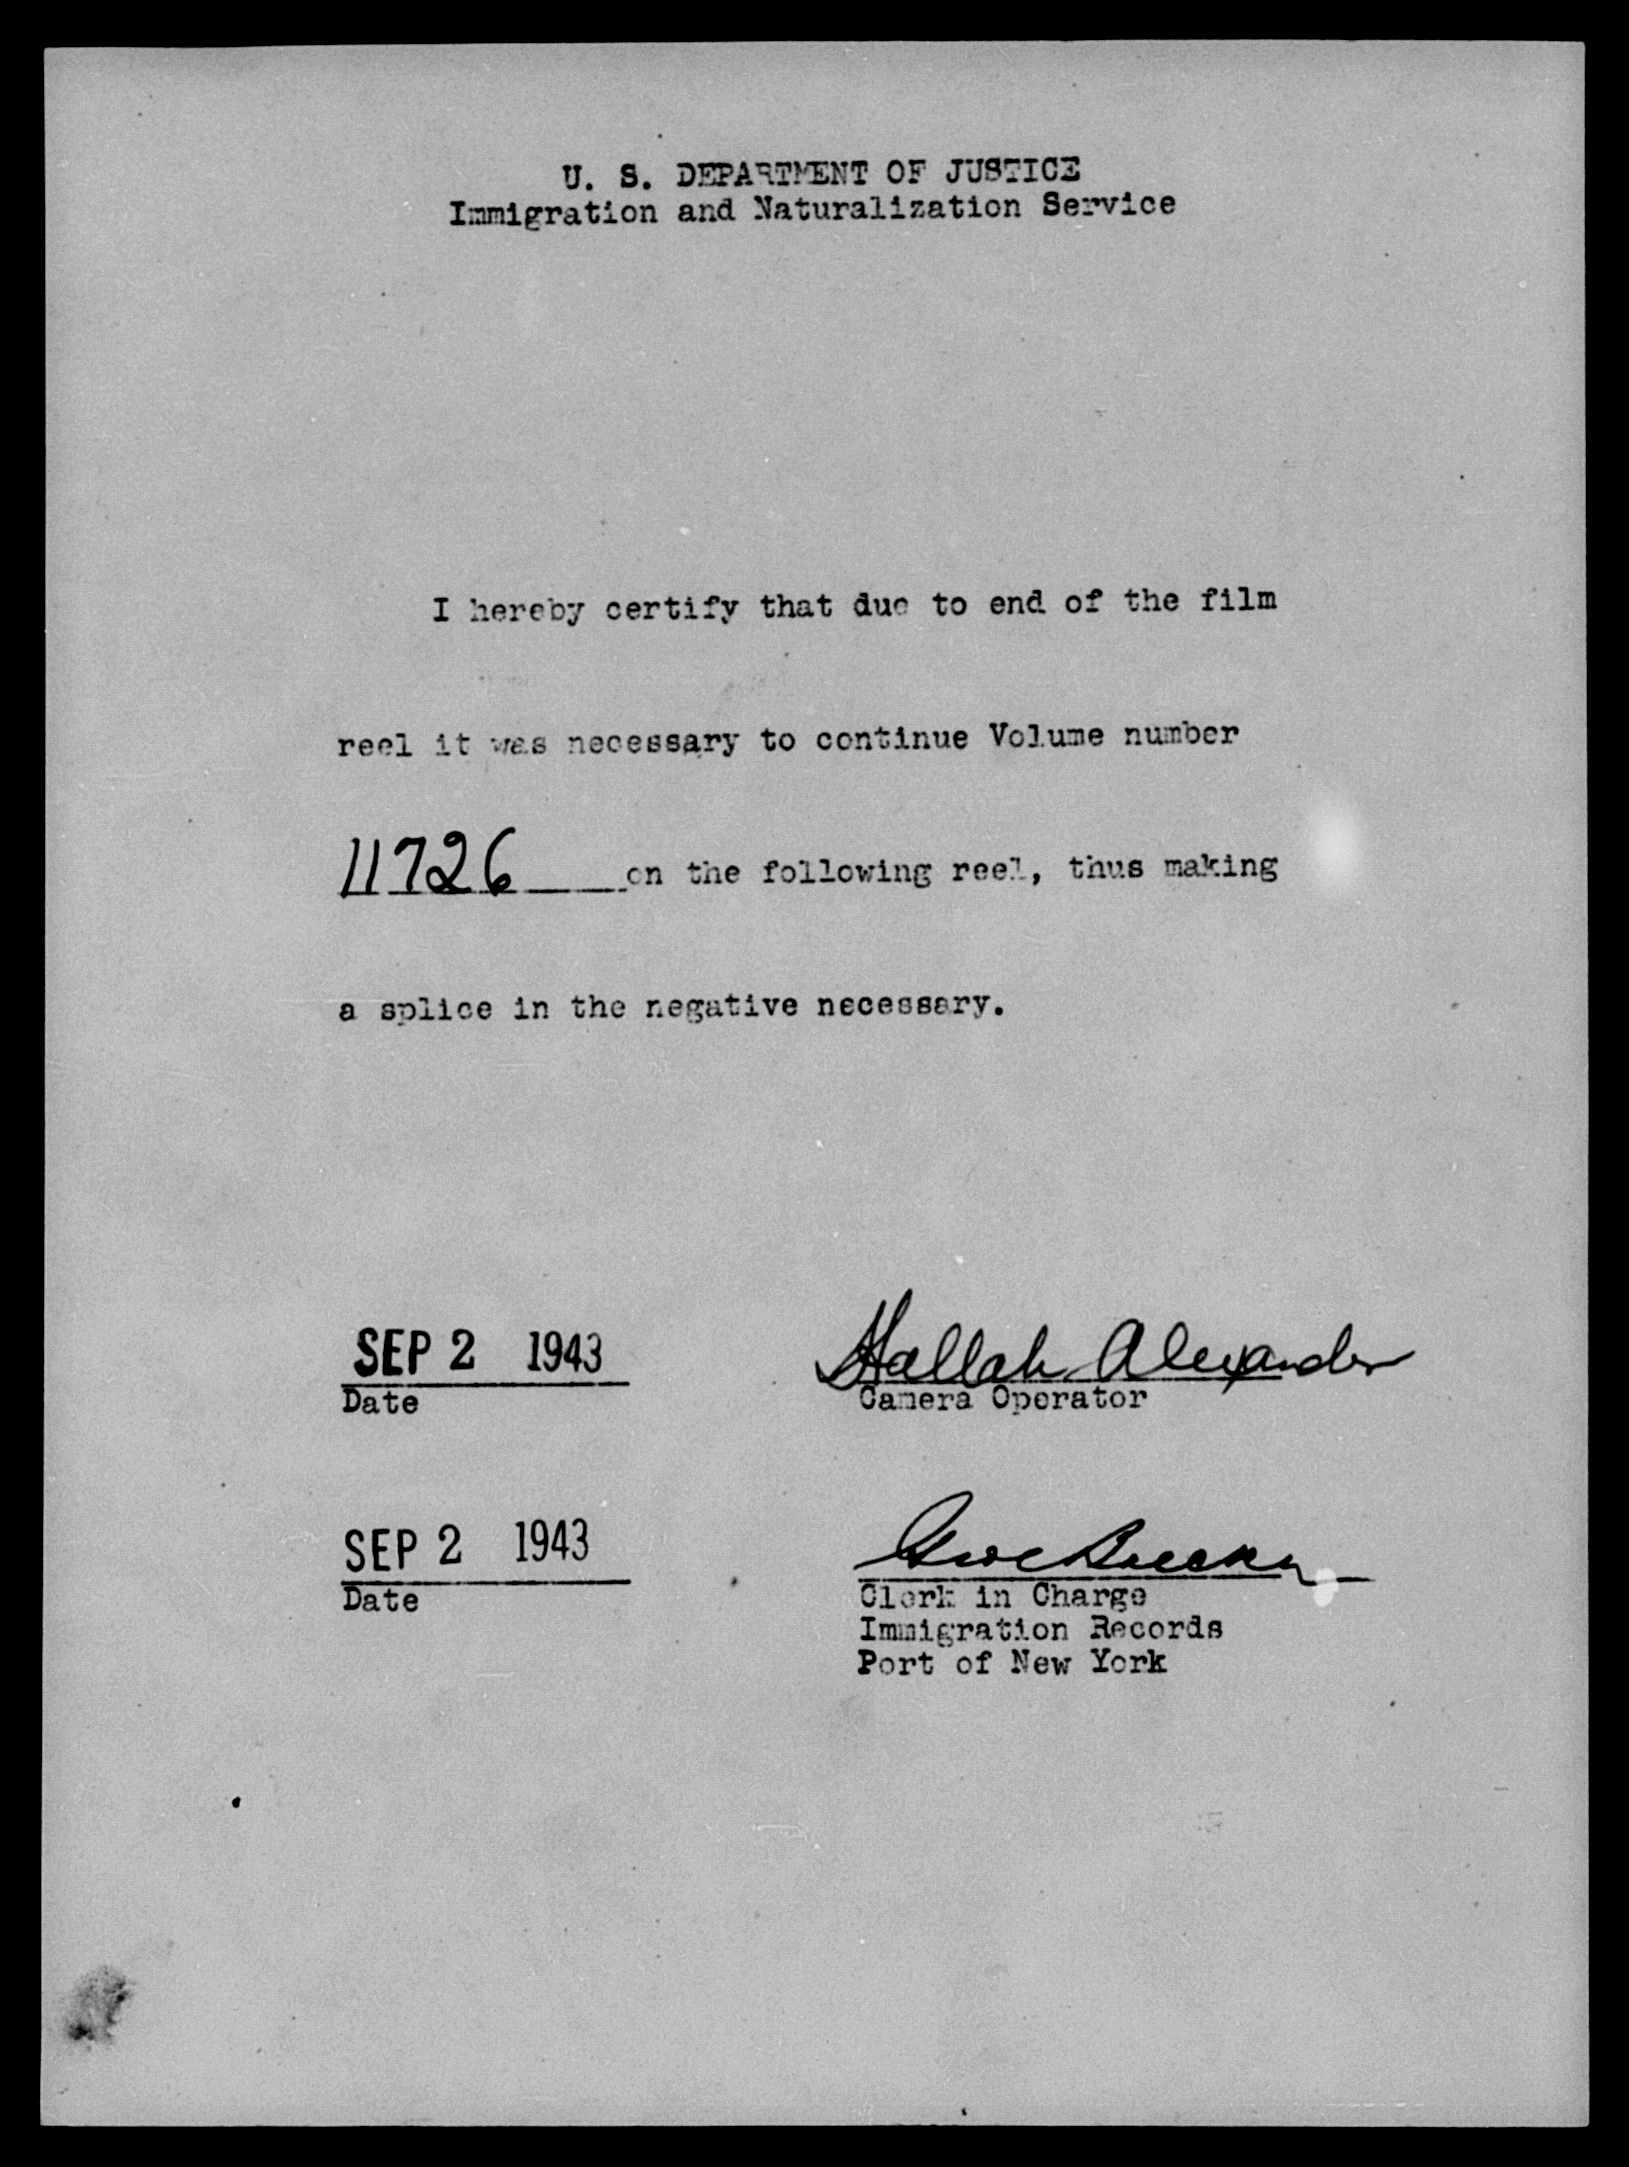 U. S. DEPARTMENT OF JUSTICE
Immigration and Naturalization Service
I hereby certify that due to end of the film
reel it was necessary to continue Volume number
11726 on the following reel, thus making
a splice in the negative necessary.
SEP 2 1943
Alexander
Date
Camera Operator
SEP 2 1943
Date
Clerk in Charge
Immigration Records
Port of New York